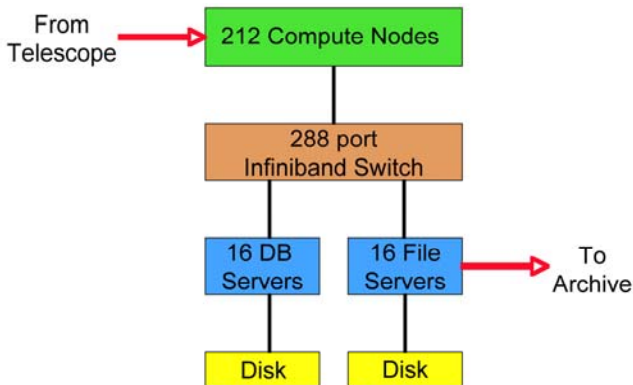 From
Telescope
212 Compute Nodes
288 port
Infiniband Switch
16 DB
Servers
16 File
Servers
To
Archive
Disk
Disk